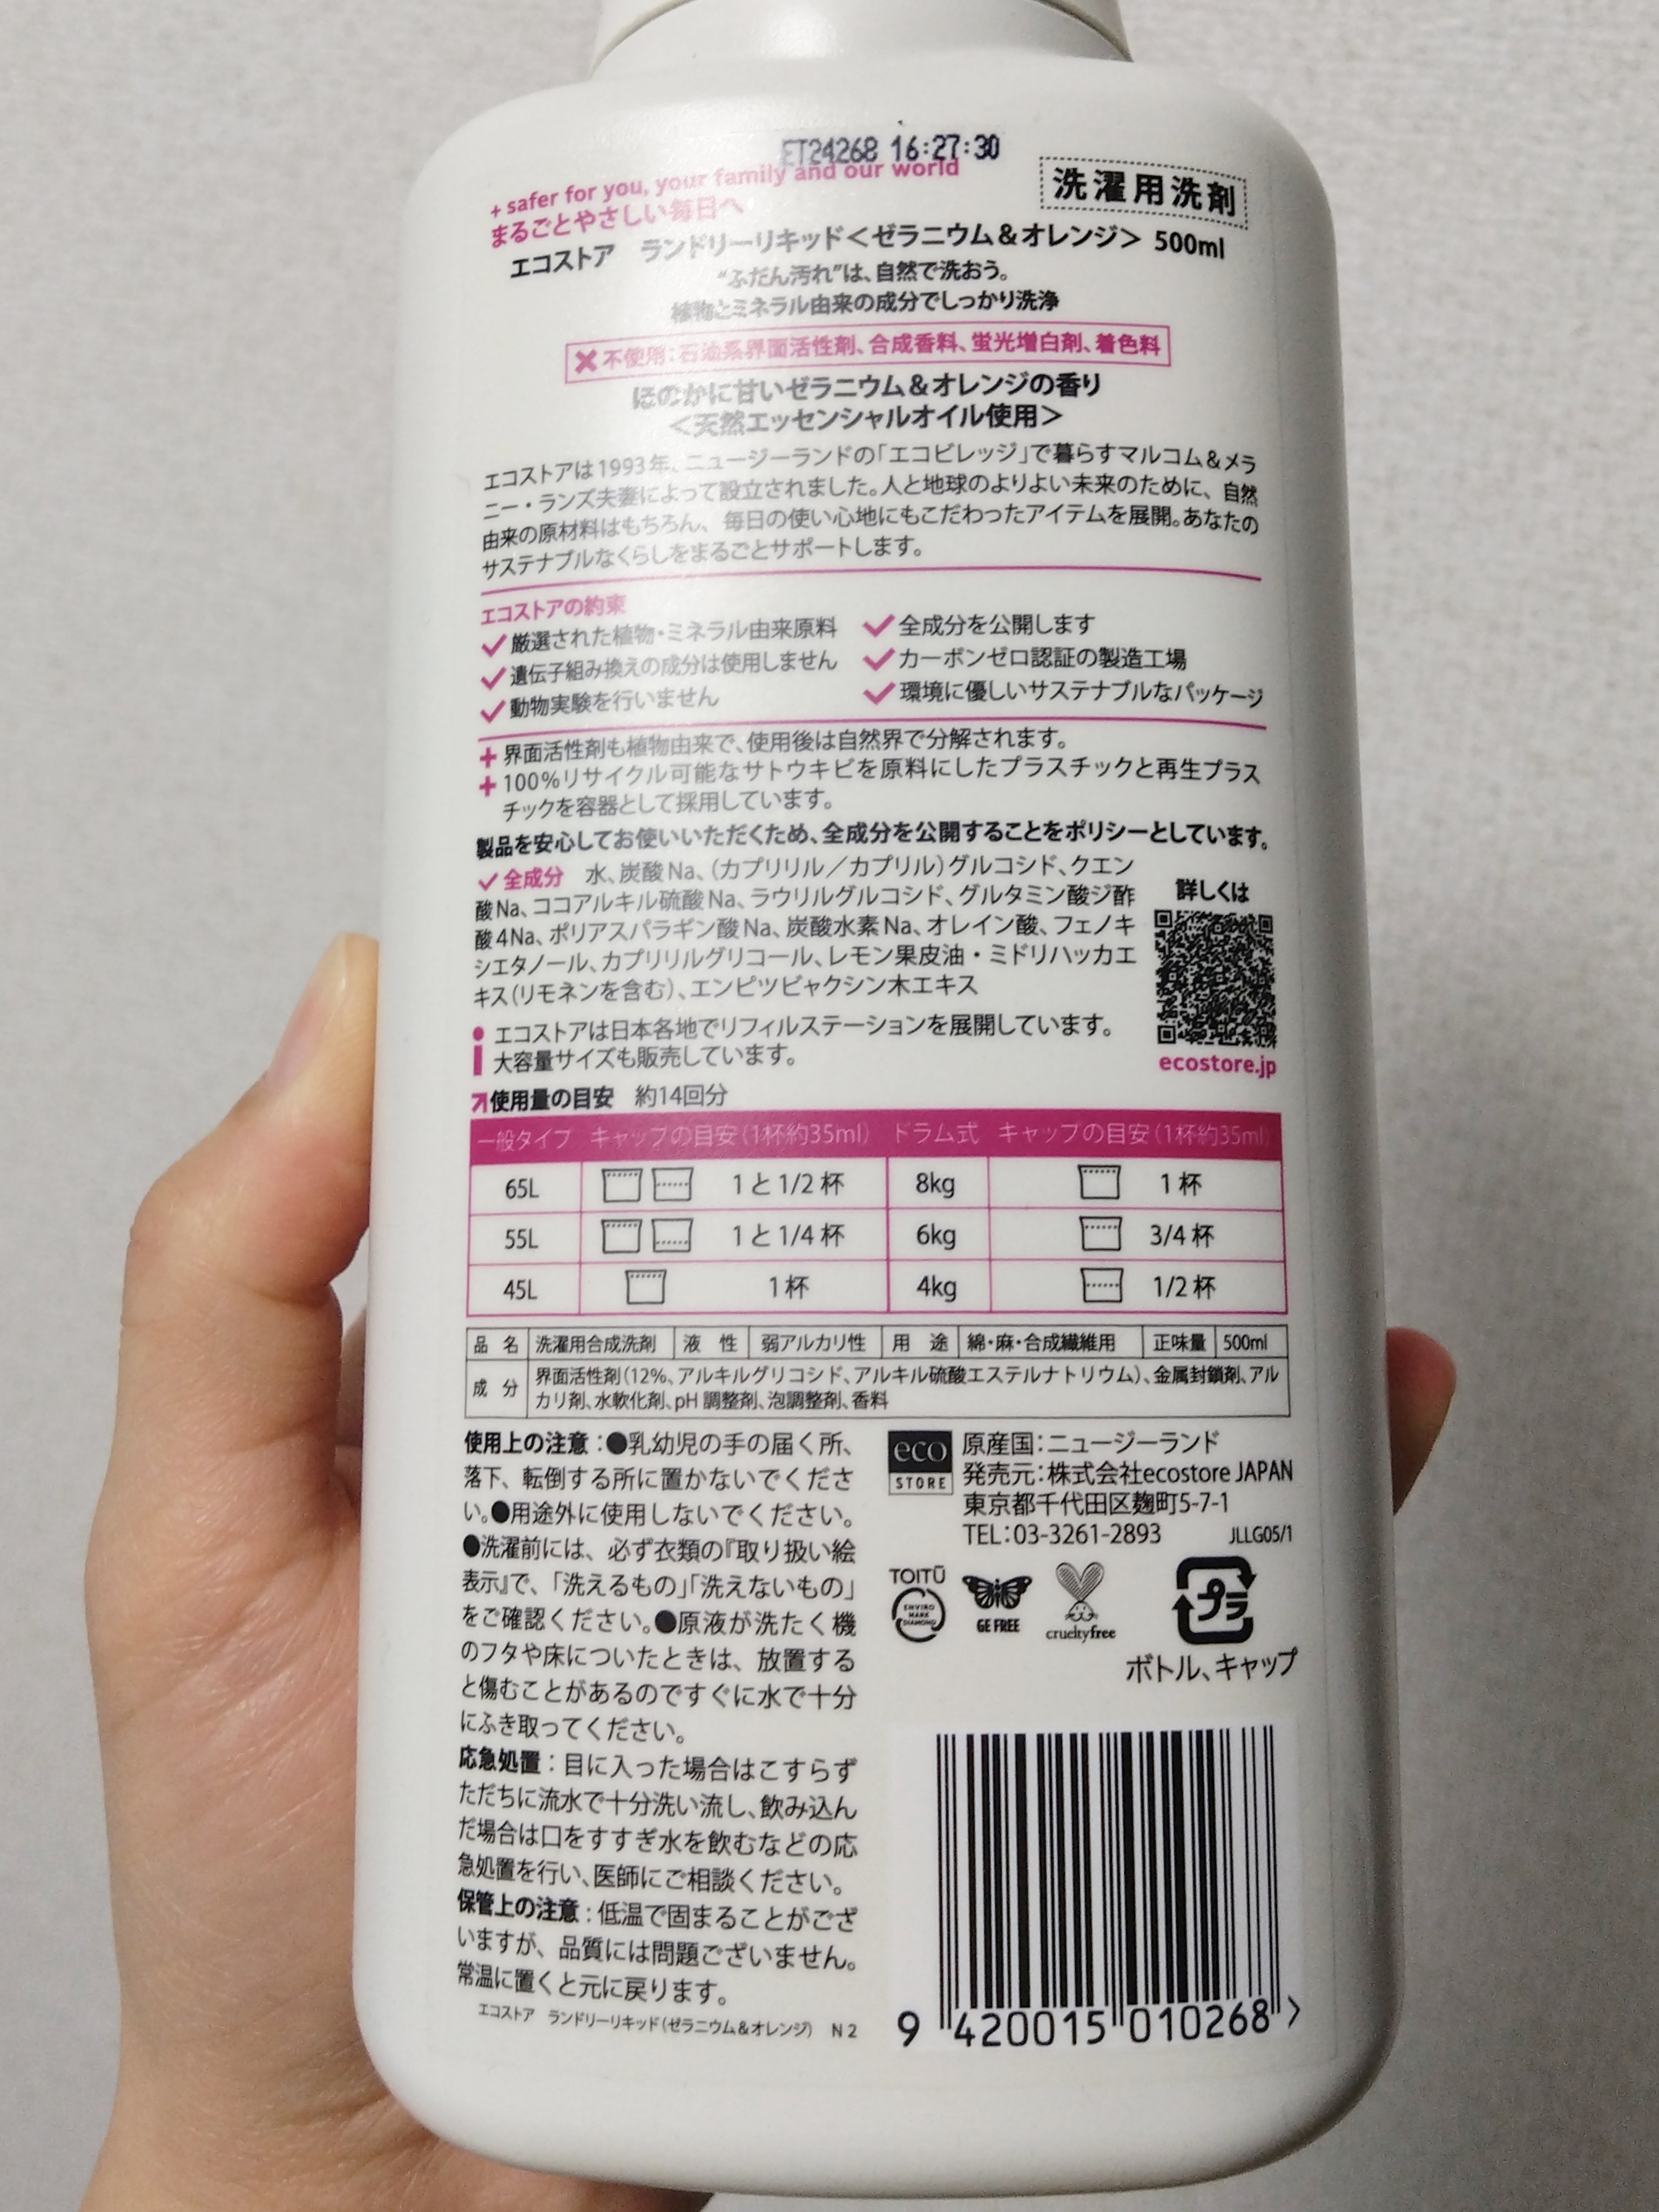 ET24268 16:27:30
+ safer for you, your family and our world
まるごとやさしい毎日へ
洗濯用洗剤
エコストア ランドリーリキッド<ゼラニウム&オレンジ> 500ml
“ふだん汚れ”は、自然で洗おう。
植物とミネラル由来の成分でしっかり洗浄
不使用:石油系界面活性剤、合成香料、蛍光増白剤、着色料
ほのかに甘いゼラニウム&オレンジの香り
<天然エッセンシャルオイル使用>
エコストアは1993年、ニュージーランドの「エコビレッジ」で暮らすマルコム&メラ
ニー・ランズ夫妻によって設立されました。人と地球のよりよい未来のために、自然
由来の原材料はもちろん、毎日の使い心地にもこだわったアイテムを展開。あなたの
サステナブルなくらしをまるごとサポートします。
エコストアの約束
厳選された植物・ミネラル由来原料
遺伝子組み換えの成分は使用しません
動物実験を行いません
全成分を公開します
カーボンゼロ認証の製造工場
環境に優しいサステナブルなパッケージ
+ 界面活性剤も植物由来で、使用後は自然界で分解されます。
+ 100%リサイクル可能なサトウキビを原料にしたプラスチックと再生プラス
チックを容器として採用しています。
製品を安心してお使いいただくため、全成分を公開することをポリシーとしています。
全成分 水、炭酸Na、(カプリリル/カプリル)グルコシド、クエン
酸Na、ココアルキル硫酸Na、ラウリルグルコシド、グルタミン酸ジ酢
酸4Na、ポリアスパラギン酸Na、炭酸水素Na、オレイン酸、フェノキ
シエタノール、カプリリルグリコール、レモン果皮油・ミドリハッカエ
キス(リモネンを含む)、エンピツビャクシン木エキス
詳しくは
ecostore.jp
i エコストアは日本各地でリフィルステーションを展開しています。
大容量サイズも販売しています。
使用量の目安 約14回分
一般タイプ キャップの目安(1杯約35ml) ドラム式 キャップの目安(1杯約35ml)
65L 1と1/2杯 8kg 1杯
55L 1と1/4杯 6kg 3/4杯
45L 1杯 4kg 1/2杯
品 名 洗濯用合成洗剤 液 性 弱アルカリ性 用 途 綿・麻・合成繊維用 正味量 500ml
成 分 界面活性剤(12%、アルキルグリコシド、アルキル硫酸エステルナトリウム)、金属封鎖剤、アル
カリ剤、水軟化剤、pH調整剤、泡調整剤、香料
使用上の注意:●乳幼児の手の届く所、
落下、転倒する所に置かないでくださ
い。●用途外に使用しないでください。
●洗濯前には、必ず衣類の『取り扱い絵
表示』で、「洗えるもの」「洗えないもの」
をご確認ください。●原液が洗たく機
のフタや床についたときは、放置する
と傷むことがあるのですぐに水で十分
にふき取ってください。
応急処置:目に入った場合はこすらず
ただちに流水で十分洗い流し、飲み込ん
だ場合は口をすすぎ水を飲むなどの応
急処置を行い、医師にご相談ください。
保管上の注意:低温で固まることがござ
いますが、品質には問題ございません。
常温に置くと元に戻ります。
エコストア ランドリーリキッド(ゼラニウム&オレンジ) N2
eco
STORE
原産国:ニュージーランド
発売元:株式会社ecostore JAPAN
東京都千代田区麹町5-7-1
TEL:03-3261-2893 JLLG05/1
TOITŪ
ENVIRO
MARK
DIAMOND
GE FREE
crueltyfree
プラ
ボトル、キャップ
9 420015 010268 >